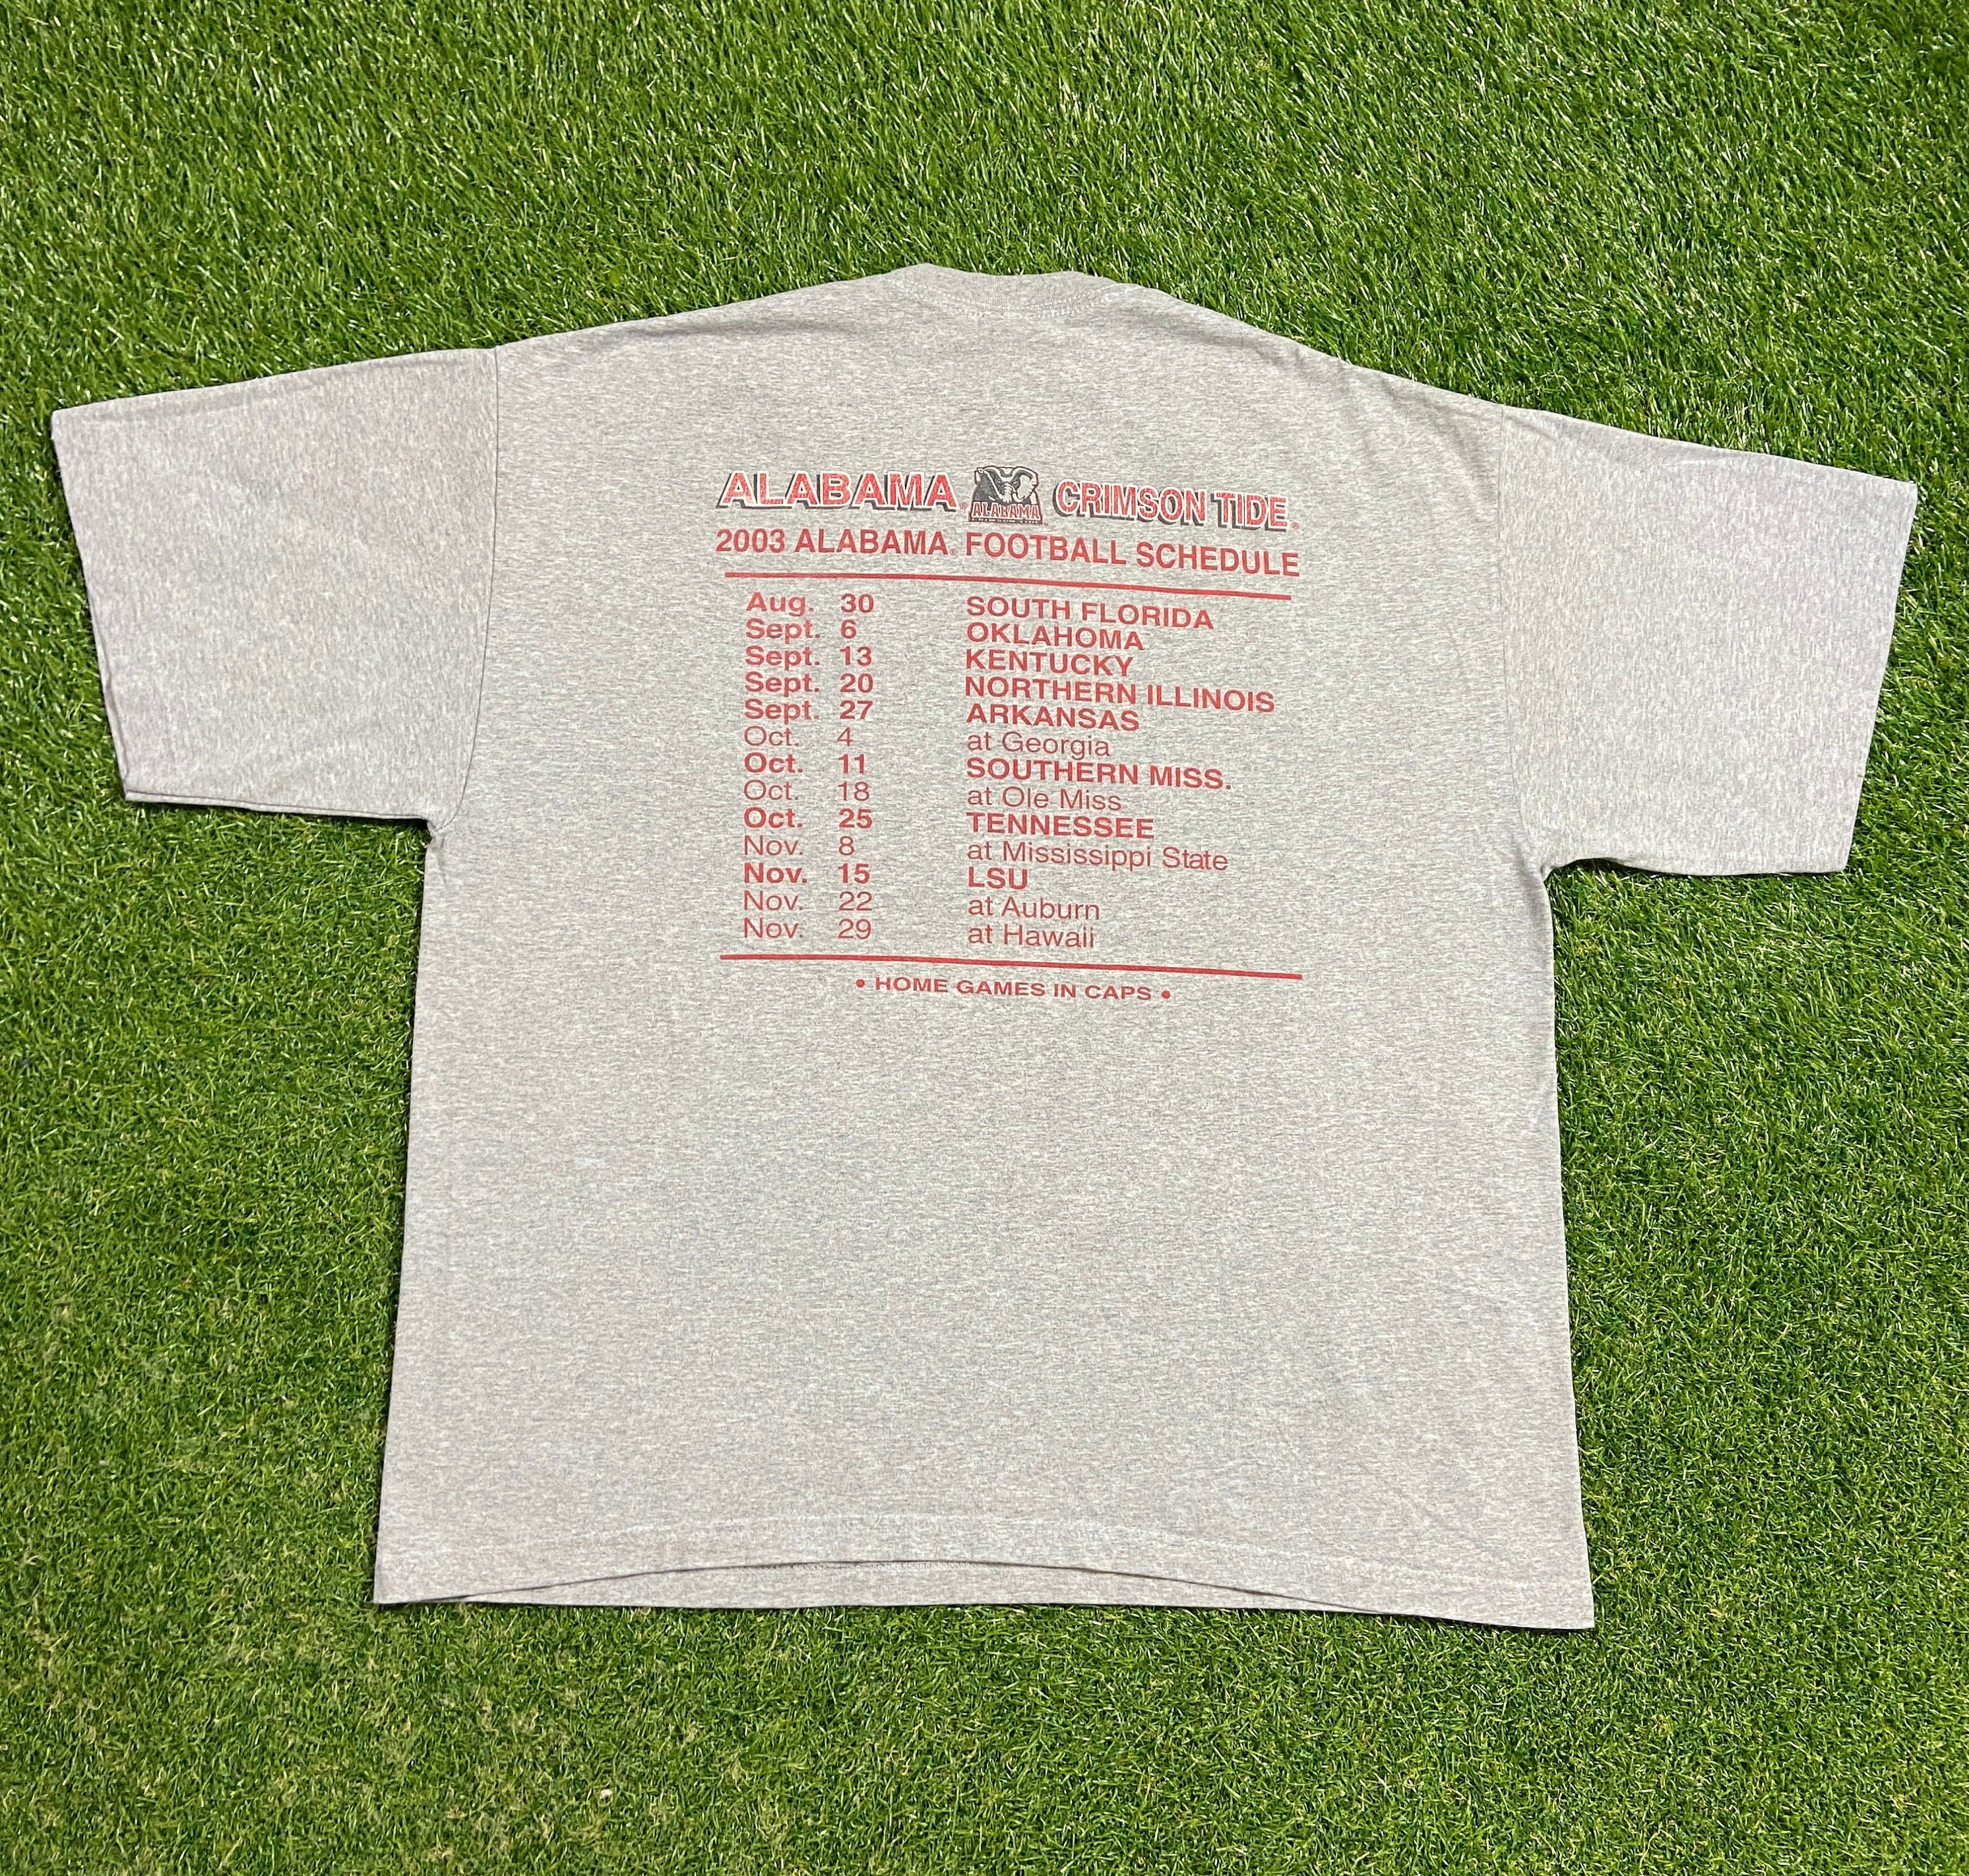 ALABAMA® ALABAMA CRIMSON TIDE®
CRIMSON TIDE
2003 ALABAMA® FOOTBALL SCHEDULE
Aug. 30 SOUTH FLORIDA
Sept. 6 OKLAHOMA
Sept. 13 KENTUCKY
Sept. 20 NORTHERN ILLINOIS
Sept. 27 ARKANSAS
Oct. 4 at Georgia
Oct. 11 SOUTHERN MISS.
Oct. 18 at Ole Miss
Oct. 25 TENNESSEE
Nov. 8 at Mississippi State
Nov. 15 LSU
Nov. 22 at Auburn
Nov. 29 at Hawaii
• HOME GAMES IN CAPS •